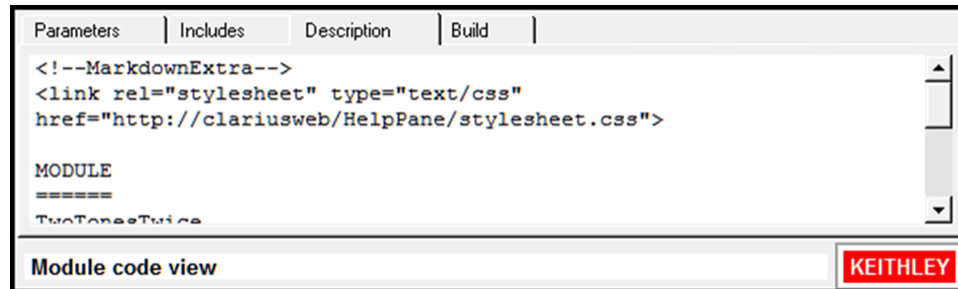 Parameters Includes Description Build
<!--MarkdownExtra-->
<link rel="stylesheet" type="text/css"
href="http://clariusweb/HelpPane/stylesheet.css">
MODULE
======
TwoTonesTwice
Module code view KEITHLEY